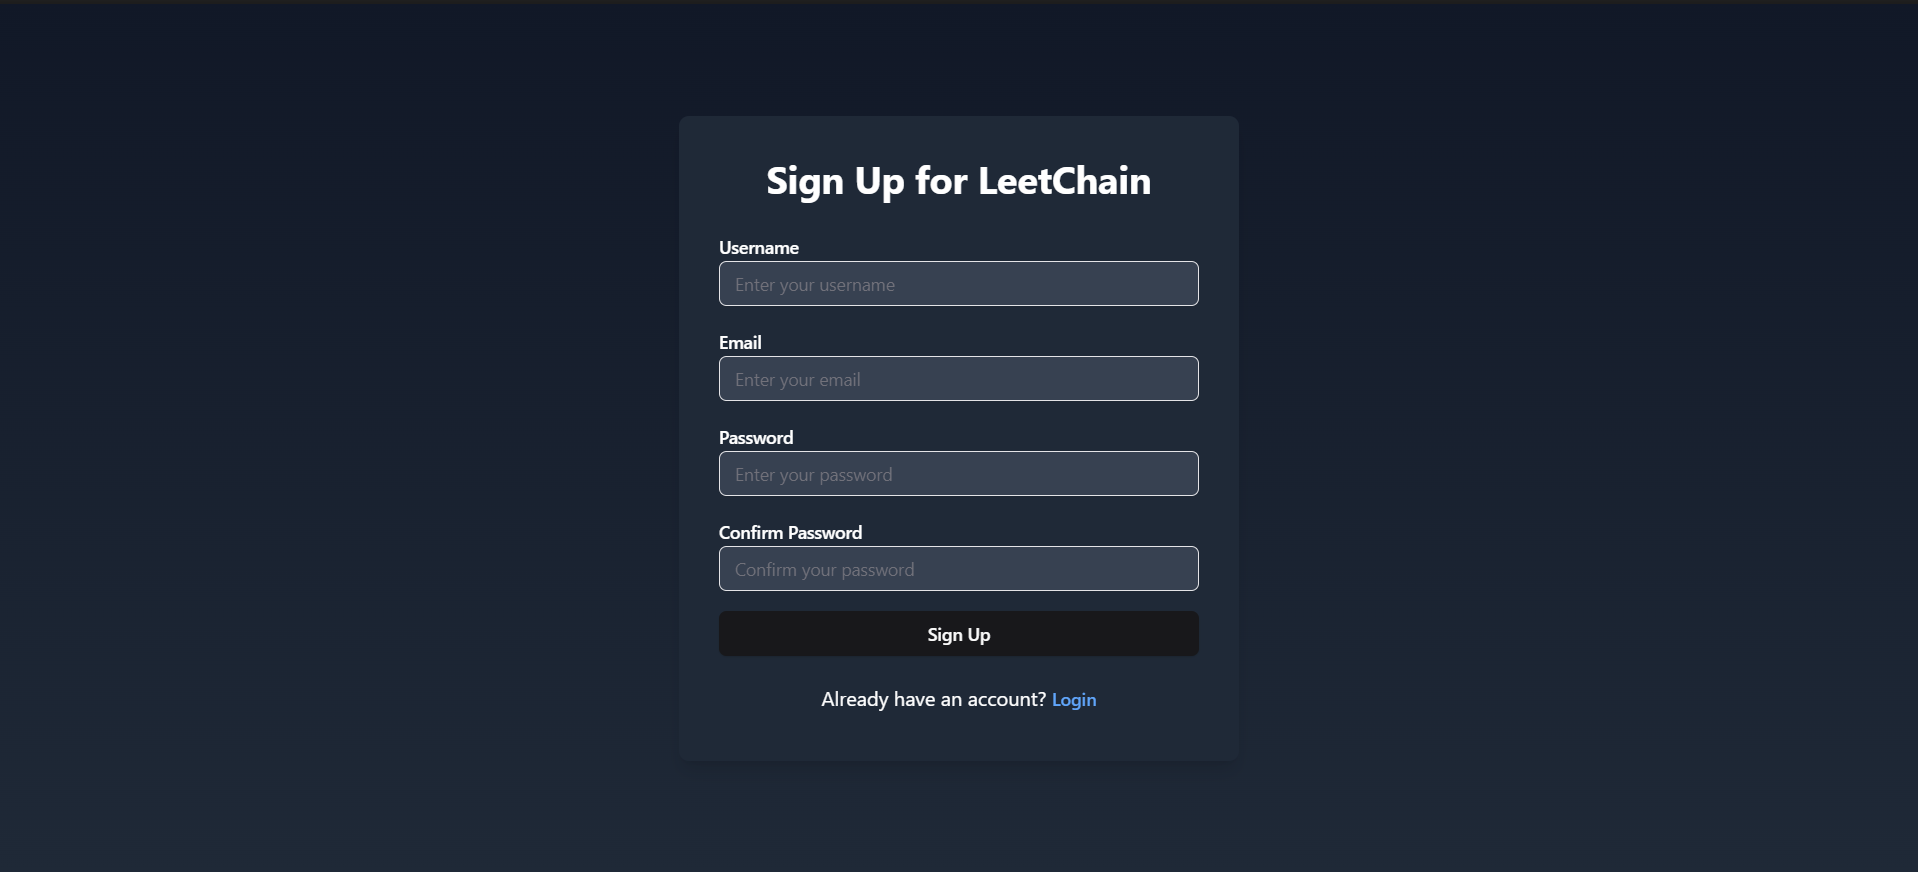 Sign Up for LeetChain
Username
Enter your username
Email
Enter your email
Password
Enter your password
Confirm Password
Confirm your password
Sign Up
Already have an account? Login